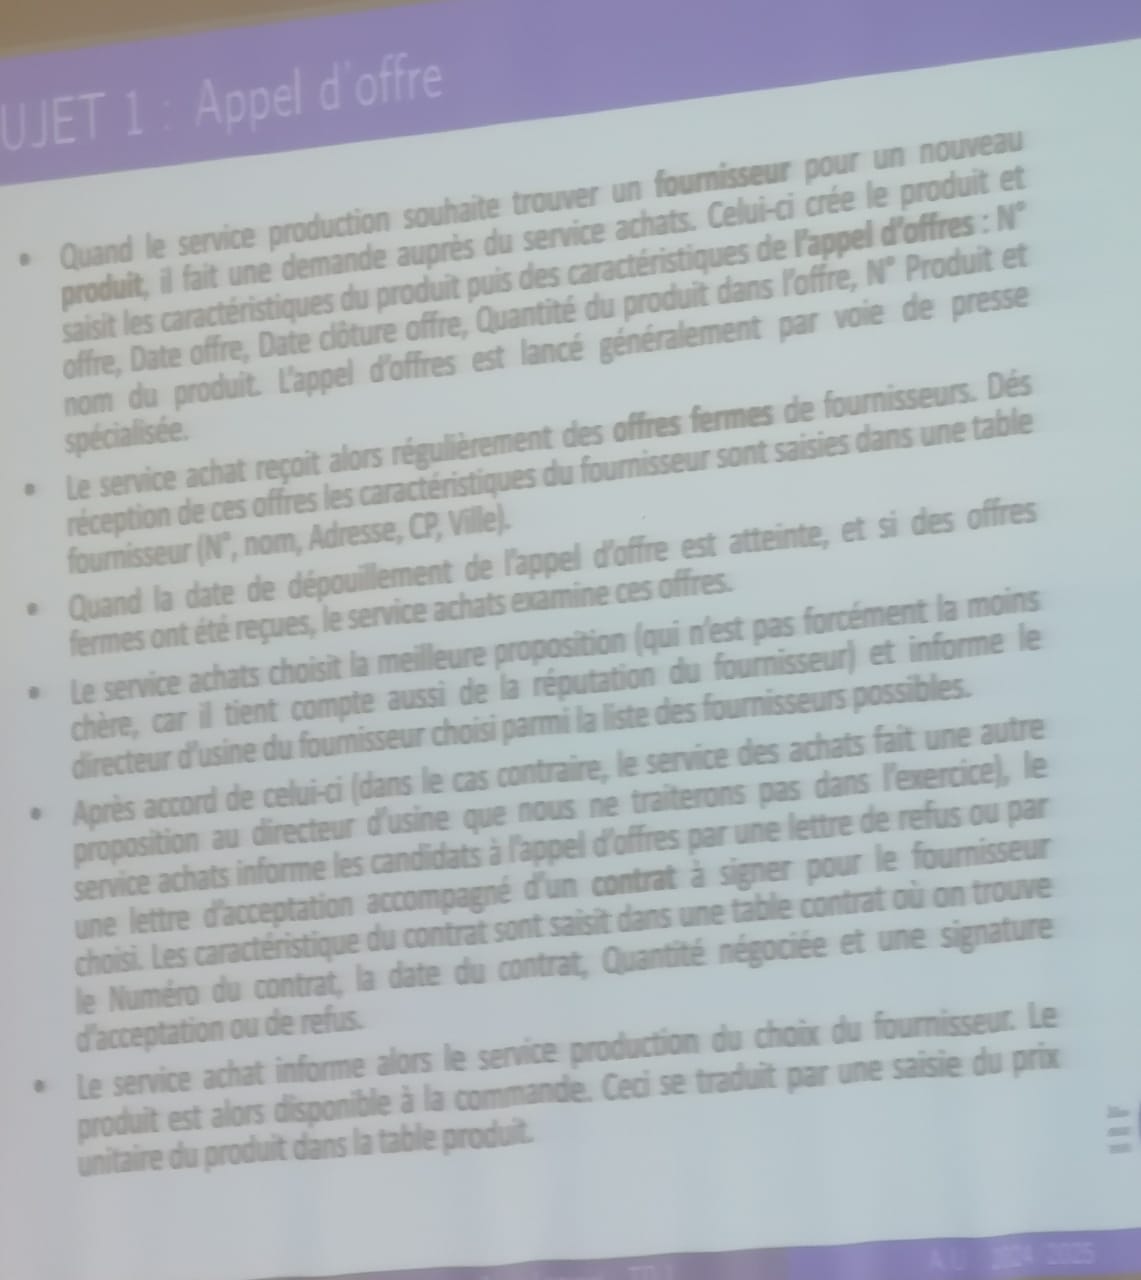 UJET 1 : Appel d'offre
• Quand le service production souhaite trouver un fournisseur pour un nouveau
produit, il fait une demande auprès du service achats. Celui-ci crée le produit et
saisit les caractéristiques du produit puis des caractéristiques de l'appel d'offres : N°
offre, Date offre, Date clôture offre, Quantité du produit dans l'offre, N° Produit et
nom du produit. L'appel d'offres est lancé généralement par voie de presse
spécialisée.
• Le service achat reçoit alors régulièrement des offres fermes de fournisseurs. Dés
réception de ces offres les caractéristiques du fournisseur sont saisies dans une table
fournisseur (N°, nom, Adresse, CP, Ville).
• Quand la date de dépouillement de l'appel d'offre est atteinte, et si des offres
fermes ont été reçues, le service achats examine ces offres.
• Le service achats choisit la meilleure proposition (qui n'est pas forcément la moins
chère, car il tient compte aussi de la réputation du fournisseur) et informe le
directeur d'usine du fournisseur choisi parmi la liste des fournisseurs possibles.
• Après accord de celui-ci (dans le cas contraire, le service des achats fait une autre
proposition au directeur d'usine que nous ne traiterons pas dans l'exercice), le
service achats informe les candidats à l'appel d'offres par une lettre de refus ou par
une lettre d'acceptation accompagné d'un contrat à signer pour le fournisseur
choisi. Les caractéristique du contrat sont saisit dans une table contrat où on trouve
le Numéro du contrat, la date du contrat, Quantité négociée et une signature
d'acceptation ou de refus.
• Le service achat informe alors le service production du choix du fournisseur. Le
produit est alors disponible à la commande. Ceci se traduit par une saisie du prix
unitaire du produit dans la table produit.
A.U. 2024 2025